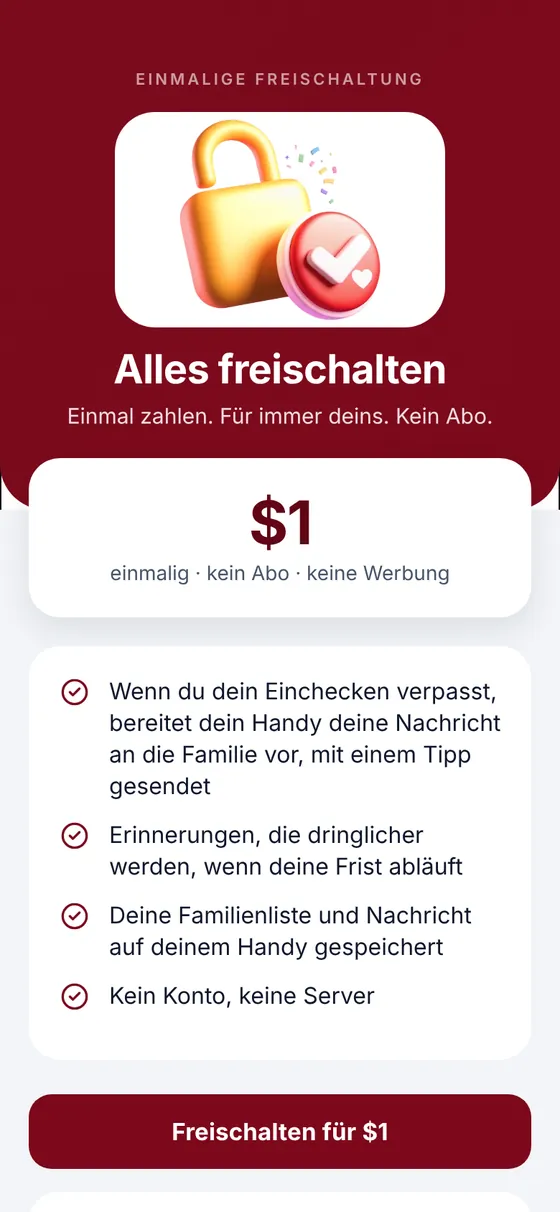 EINMALIGE FREISCHALTUNG
Alles freischalten
Einmal zahlen. Für immer deins. Kein Abo.
$1
einmalig · kein Abo · keine Werbung
Wenn du dein Einchecken verpasst,
bereitet dein Handy deine Nachricht
an die Familie vor, mit einem Tipp
gesendet
Erinnerungen, die dringlicher
werden, wenn deine Frist abläuft
Deine Familienliste und Nachricht
auf deinem Handy gespeichert
Kein Konto, keine Server
Freischalten für $1